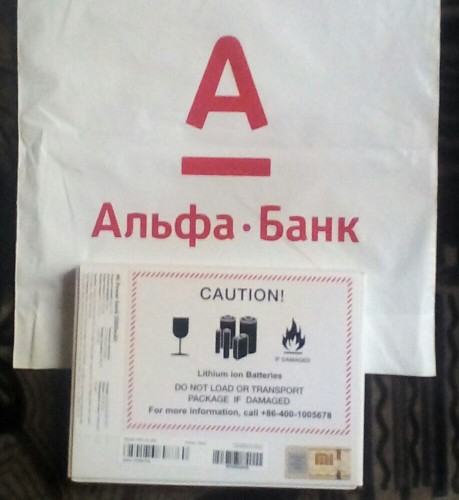 А
Альфа·Банк
CAUTION!
IF DAMAGED
Lithium ion Batteries
DO NOT LOAD OR TRANSPORT
PACKAGE IF DAMAGED
For more information, call +86-400-1005678
mi